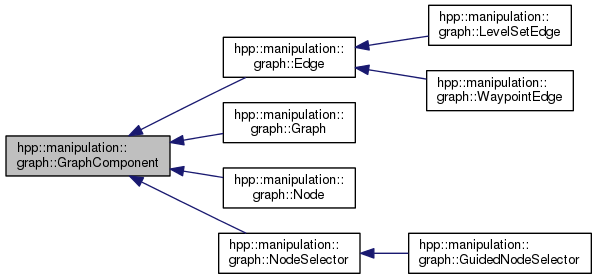 hpp::manipulation::
graph::GraphComponent
hpp::manipulation::
graph::Edge
hpp::manipulation::
graph::LevelSetEdge
hpp::manipulation::
graph::WaypointEdge
hpp::manipulation::
graph::Graph
hpp::manipulation::
graph::Node
hpp::manipulation::
graph::NodeSelector
hpp::manipulation::
graph::GuidedNodeSelector